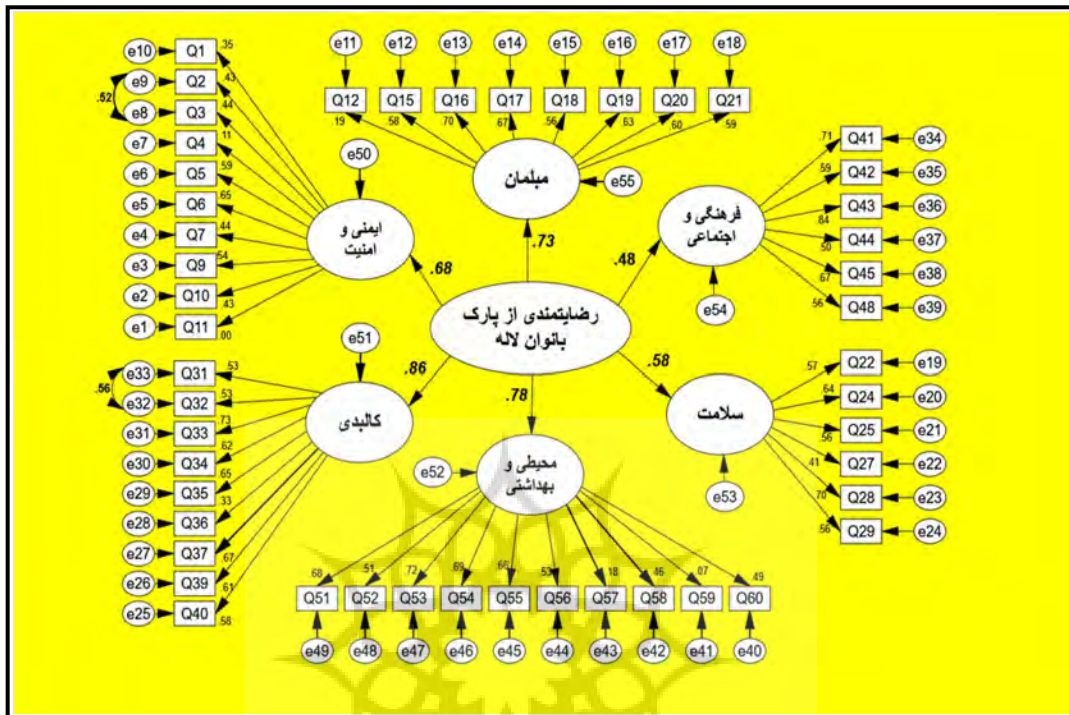 e11 e12 e13 e14 e15 e16 e17 e18
Q12 Q15 Q16 Q17 Q18 Q19 Q20 Q21
.19 .58 .70 .67 .56 .63 .60 .59
مبلمان
e55
e10 Q1 .35
e9 Q2 .43
.52
e8 Q3 .44
e7 Q4 .11
e6 Q5 .59
e5 Q6 .65
e4 Q7 .44
e3 Q9 .54
e2 Q10 .43
e1 Q11 .00
e50
ایمنی و
امنیت
.68
.73
.48
.71 Q41 e34
.59 Q42 e35
.84 Q43 e36
.50 Q44 e37
.67 Q45 e38
.56 Q48 e39
فرهنگی و
اجتماعی
e54
رضایتمندی از پارک
بانوان لاله
.86
.78
.58
e51
کالبدی
e33 Q31 .53
.56
e32 Q32 .53
e31 Q33 .73
e30 Q34 .62
e29 Q35 .65
e28 Q36 .33
e27 Q37 .67
e26 Q39 .61
e25 Q40 .58
سلامت
e53
.57 Q22 e19
.64 Q24 e20
.56 Q25 e21
.41 Q27 e22
.70 Q28 e23
.56 Q29 e24
محیطی و
بهداشتی
e52
.68 .51 .72 .69 .66 .53 .18 .46 .07 .49
Q51 Q52 Q53 Q54 Q55 Q56 Q57 Q58 Q59 Q60
e49 e48 e47 e46 e45 e44 e43 e42 e41 e40